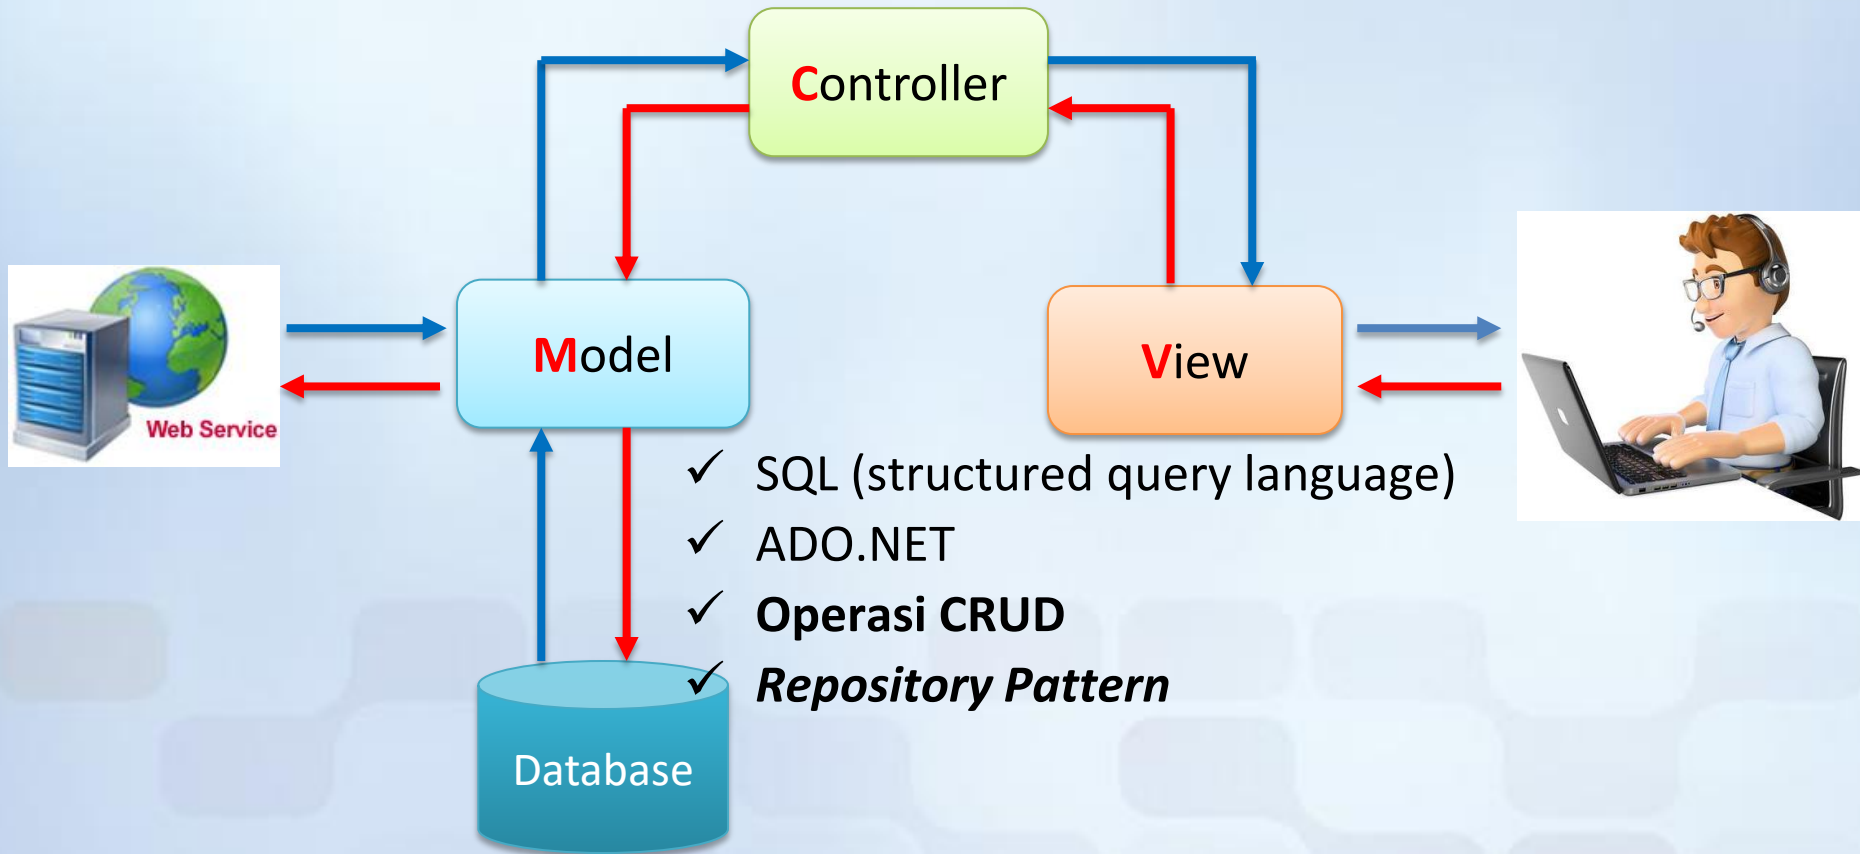 Controller
Model
View
Web Service
✓ SQL (structured query language)
✓ ADO.NET
✓ Operasi CRUD
✓ Repository Pattern
Database